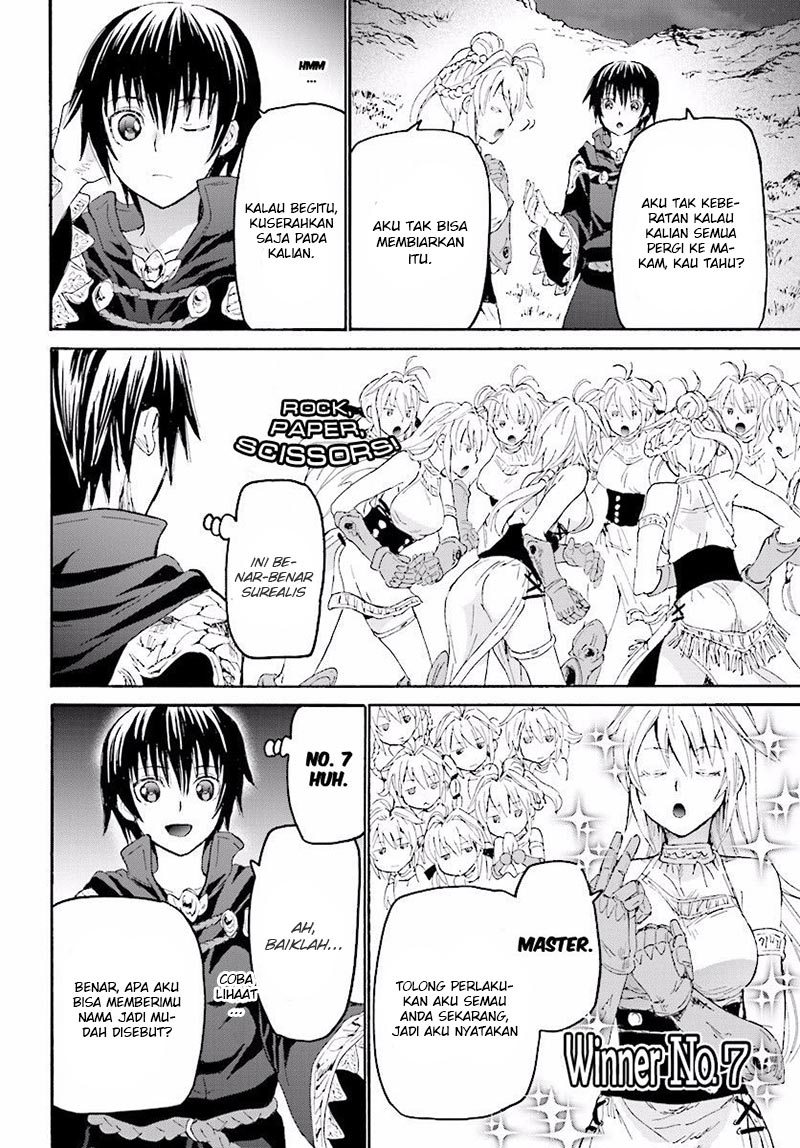 AKU TAK KEBE-
RATAN KALAU
KALIAN SEMUA
PERGI KE MA-
KAM, KAU TAHU?
AKU TAK BISA
MEMBIARKAN
ITU.
HMM
...
KALAU BEGITU,
KUSERAHKAN
SAJA PADA
KALIAN.
ROCK,
PAPER,
SCISSORS!
INI BE-
NAR-BENAR
SUREALIS
MASTER.
TOLONG PERLAKU-
KAN AKU SEMAU
ANDA SEKARANG,
JADI AKU NYATAKAN
Winner No. 7
NO. 7
HUH.
AH,
BAIKLAH...
COBA
LIHAAT
...
BENAR, APA AKU
BISA MEMBERIMU
NAMA JADI MU-
DAH DISEBUT?